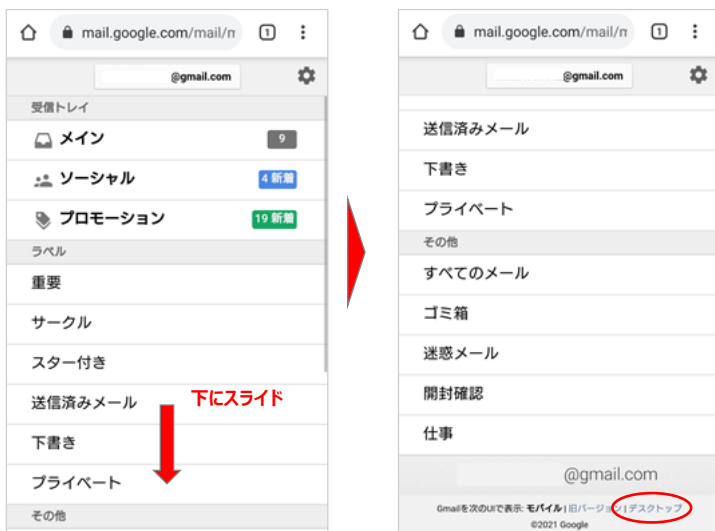 mail.google.com/mail/n
1
@gmail.com
受信トレイ
メイン
9
ソーシャル
4 新着
プロモーション
19 新着
ラベル
重要
サークル
スター付き
送信済みメール
下にスライド
下書き
プライベート
その他
mail.google.com/mail/n
1
@gmail.com
送信済みメール
下書き
プライベート
その他
すべてのメール
ゴミ箱
迷惑メール
開封確認
仕事
@gmail.com
Gmailを次のUIで表示: モバイル | 旧バージョン | デスクトップ
©2021 Google